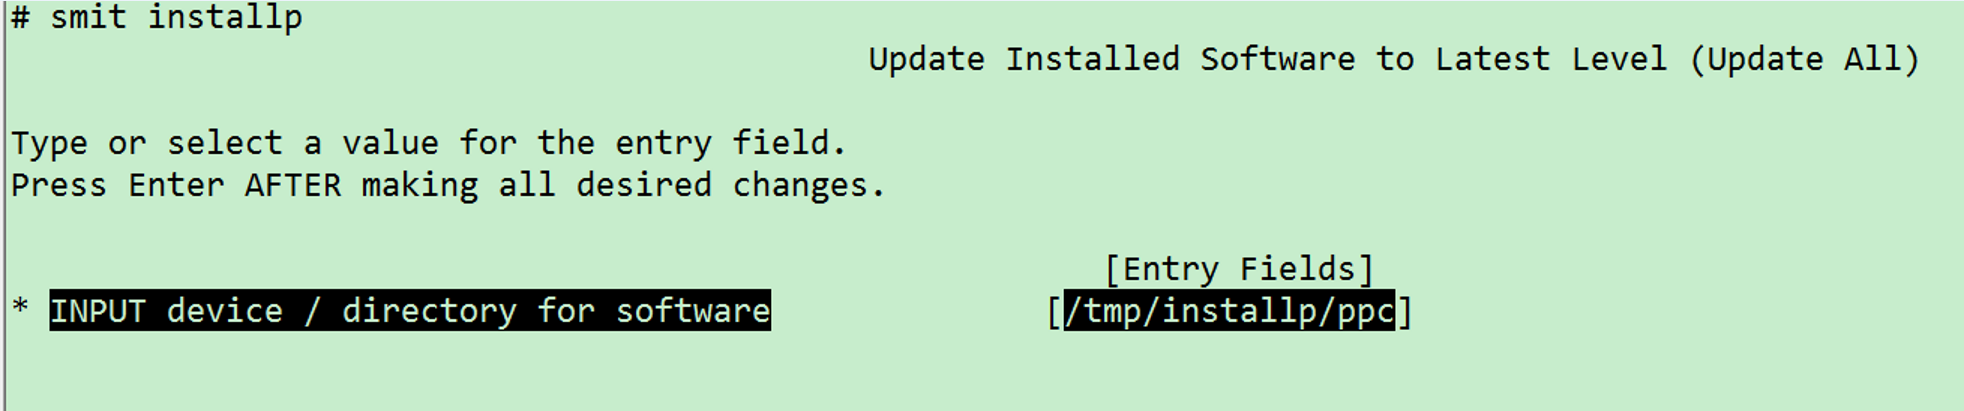 # smit installp
Update Installed Software to Latest Level (Update All)
Type or select a value for the entry field.
Press Enter AFTER making all desired changes.
[Entry Fields]
* INPUT device / directory for software [/tmp/installp/ppc]